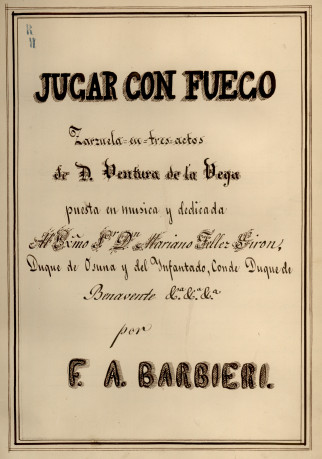 JUGAR CON FUEGO
Zarzuela=en=tres=actos
de D. Ventura de la Vega
puesta en musica y dedicada
Al Exṁo Sʳ Dⁿ Mariano Tellez Giron,
Duque de Osuna y del Infantado, Conde Duque de
Benavente &ª &ª &ª
por
F. A. BARBIERI.